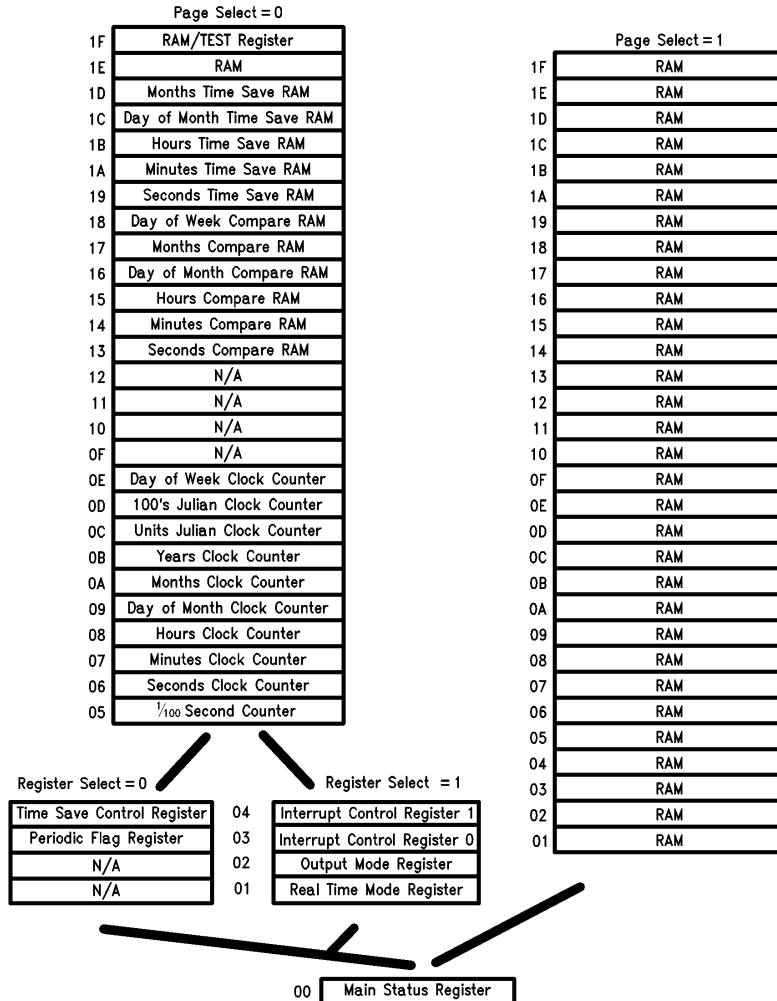 Page Select = 0
1F RAM/TEST Register
1E RAM
1D Months Time Save RAM
1C Day of Month Time Save RAM
1B Hours Time Save RAM
1A Minutes Time Save RAM
19 Seconds Time Save RAM
18 Day of Week Compare RAM
17 Months Compare RAM
16 Day of Month Compare RAM
15 Hours Compare RAM
14 Minutes Compare RAM
13 Seconds Compare RAM
12 N/A
11 N/A
10 N/A
0F N/A
0E Day of Week Clock Counter
0D 100's Julian Clock Counter
0C Units Julian Clock Counter
0B Years Clock Counter
0A Months Clock Counter
09 Day of Month Clock Counter
08 Hours Clock Counter
07 Minutes Clock Counter
06 Seconds Clock Counter
05 1/100 Second Counter
Page Select = 1
1F RAM
1E RAM
1D RAM
1C RAM
1B RAM
1A RAM
19 RAM
18 RAM
17 RAM
16 RAM
15 RAM
14 RAM
13 RAM
12 RAM
11 RAM
10 RAM
0F RAM
0E RAM
0D RAM
0C RAM
0B RAM
0A RAM
09 RAM
08 RAM
07 RAM
06 RAM
05 RAM
04 RAM
03 RAM
02 RAM
01 RAM
Register Select = 0 Register Select = 1
Time Save Control Register 04 Interrupt Control Register 1
Periodic Flag Register 03 Interrupt Control Register 0
N/A 02 Output Mode Register
N/A 01 Real Time Mode Register
00 Main Status Register